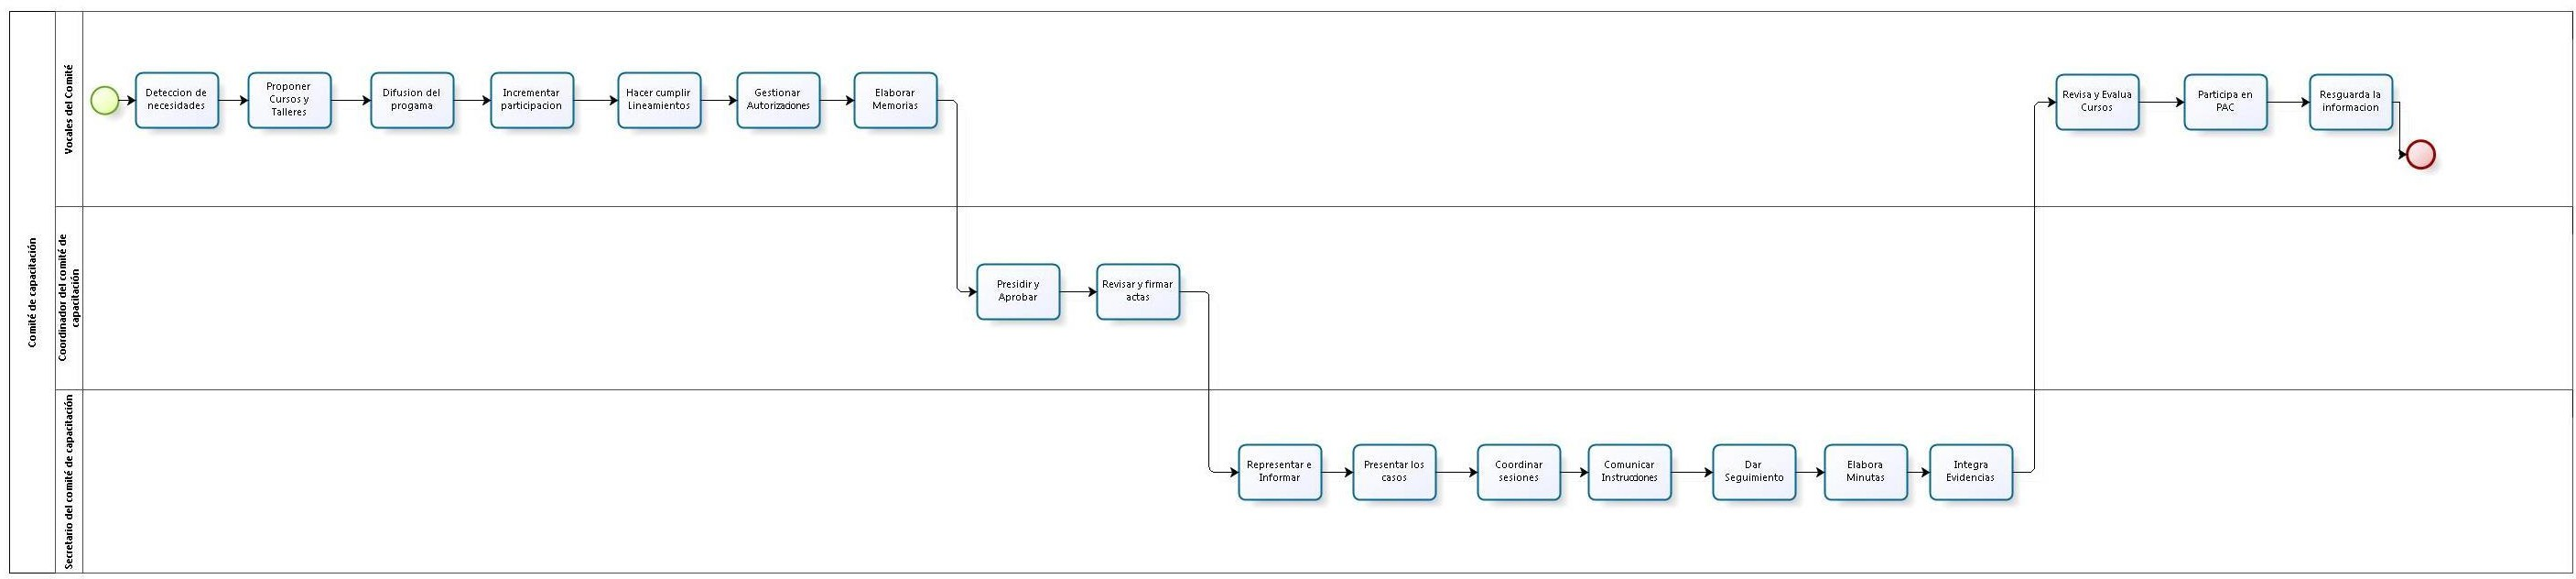 Comité de capacitación
Vocales del Comité
Deteccion de
necesidades
Proponer
Cursos y
Talleres
Difusion del
progama
Incrementar
participacion
Hacer cumplir
Lineamientos
Gestionar
Autorizaciones
Elaborar
Memorias
Revisa y Evalua
Cursos
Participa en
PAC
Resguarda la
informacion
Coordinador del comité de
capacitación
Presidir y
Aprobar
Revisar y firmar
actas
Secretario del comité de capacitación
Representar e
Informar
Presentar los
casos
Coordinar
sesiones
Comunicar
Instrucciones
Dar
Seguimiento
Elabora
Minutas
Integra
Evidencias